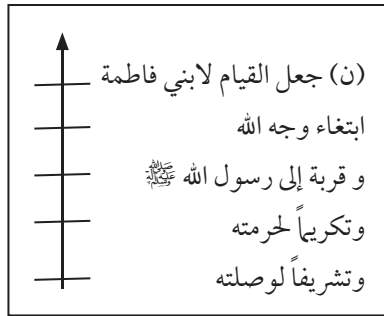 (ن) جعل القيام لابني فاطمة
ابتغاء وجه الله
و قربة إلى رسول الله ﷺ
وتكريماً لحرمته
وتشريفاً لوصلته